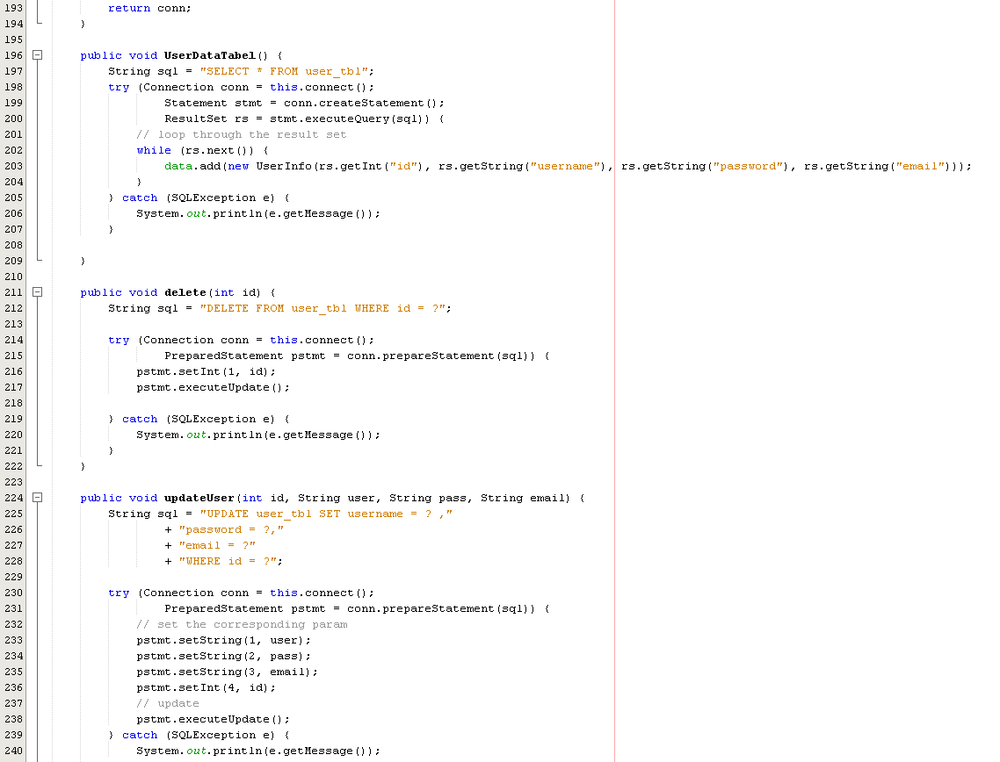 193 return conn;
194 }
195
196 public void UserDataTabel() {
197 String sql = "SELECT * FROM user_tbl";
198 try (Connection conn = this.connect();
199 Statement stmt = conn.createStatement();
200 ResultSet rs = stmt.executeQuery(sql)) {
201 // loop through the result set
202 while (rs.next()) {
203 data.add(new UserInfo(rs.getInt("id"), rs.getString("username"), rs.getString("password"), rs.getString("email")));
204 }
205 } catch (SQLException e) {
206 System.out.println(e.getMessage());
207 }
208
209 }
210
211 public void delete(int id) {
212 String sql = "DELETE FROM user_tbl WHERE id = ?";
213
214 try (Connection conn = this.connect();
215 PreparedStatement pstmt = conn.prepareStatement(sql)) {
216 pstmt.setInt(1, id);
217 pstmt.executeUpdate();
218
219 } catch (SQLException e) {
220 System.out.println(e.getMessage());
221 }
222 }
223
224 public void updateUser(int id, String user, String pass, String email) {
225 String sql = "UPDATE user_tbl SET username = ? ,"
226 + "password = ?,"
227 + "email = ?"
228 + "WHERE id = ?";
229
230 try (Connection conn = this.connect();
231 PreparedStatement pstmt = conn.prepareStatement(sql)) {
232 // set the corresponding param
233 pstmt.setString(1, user);
234 pstmt.setString(2, pass);
235 pstmt.setString(3, email);
236 pstmt.setInt(4, id);
237 // update
238 pstmt.executeUpdate();
239 } catch (SQLException e) {
240 System.out.println(e.getMessage());